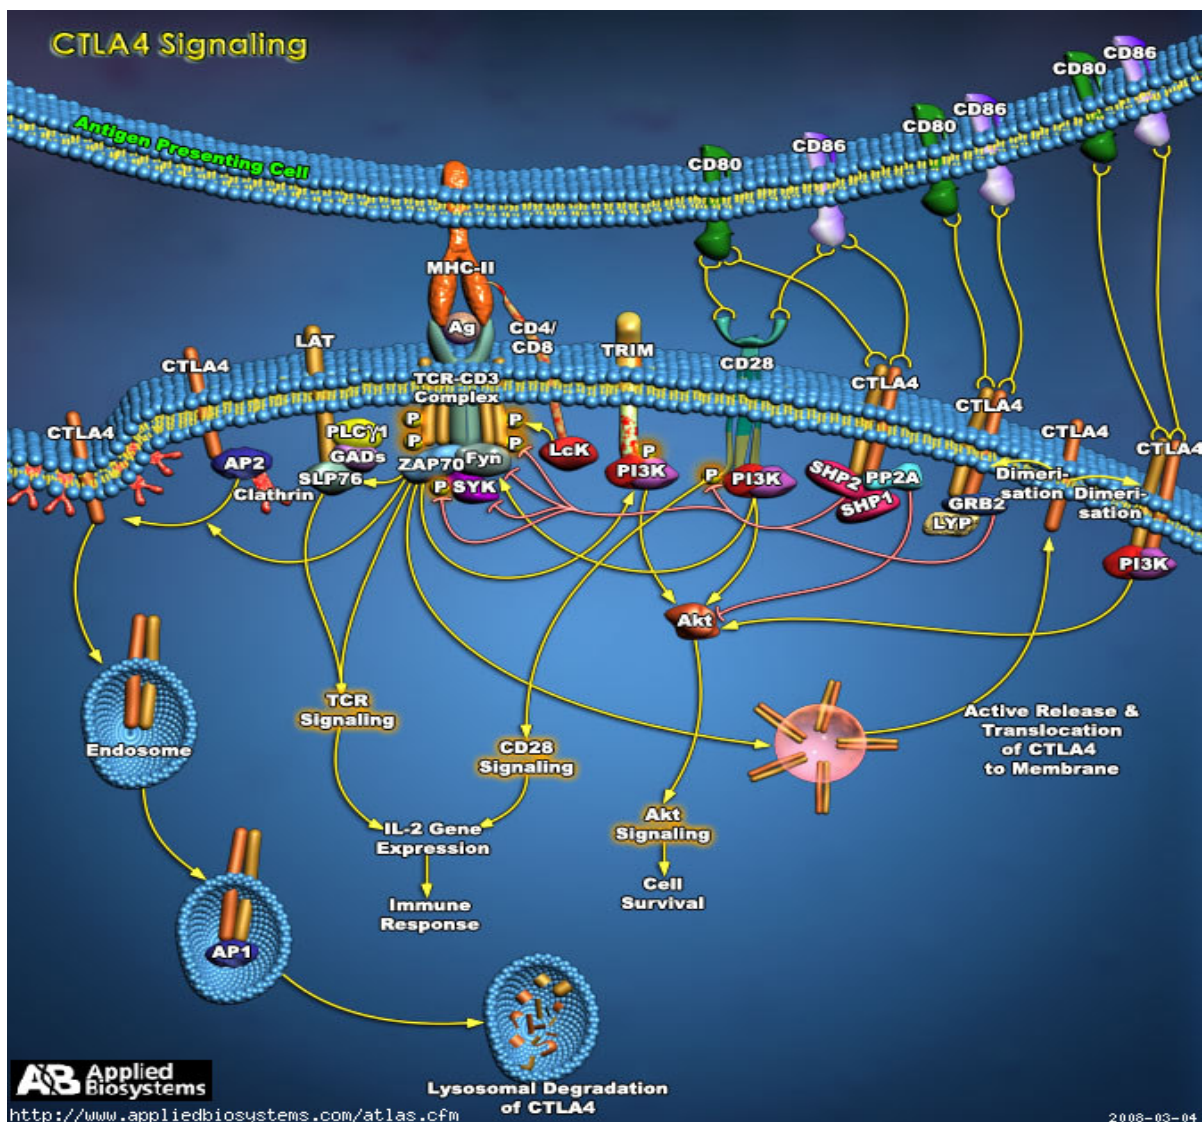 CTLA4 Signaling
CD86
CD80
CD86
CD80
CD86
CD80
Antigen Presenting Cell
MHC-II
Ag
CD4/
CD8
LAT
TRIM
CTLA4
CD28
TCR-CD3
Complex
CTLA4
CTLA4
CTLA4
CTLA4
CTLA4
P
P
P
P
PLCγ1
GADs
ZAP70
Fyn
LcK
P
PI3K
AP2
Clathrin
SLP76
P
SYK
P
PI3K
SHP2
PP2A
SHP1
GRB2
LYP
Dimeri-
sation
Dimeri-
sation
PI3K
Akt
TCR
Signaling
CD28
Signaling
Endosome
Active Release &
Translocation
of CTLA4
to Membrane
IL-2 Gene
Expression
Akt
Signaling
Immune
Response
Cell
Survival
AP1
Lysosomal Degradation
of CTLA4
AB Applied
Biosystems
http://www.appliedbiosystems.com/atlas.cfm
2008-03-04